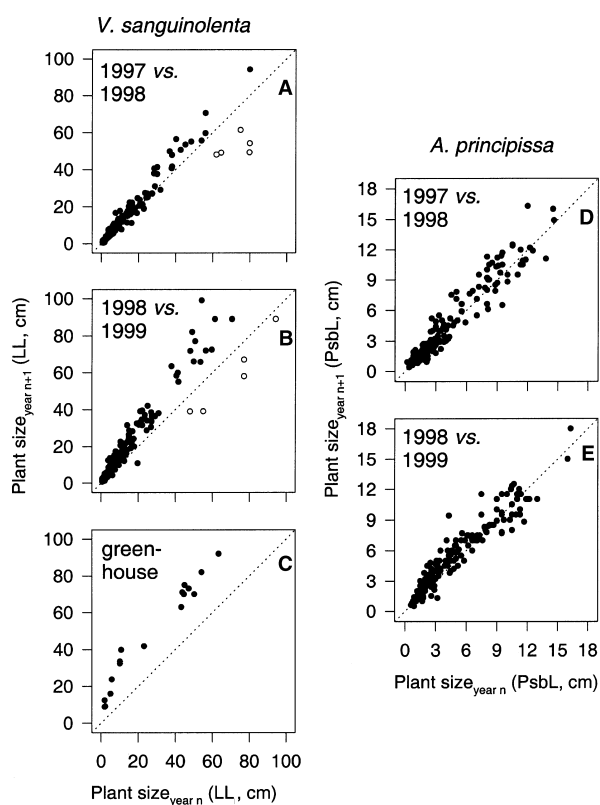 V. sanguinolenta
1997 vs.
1998
A
100
80
60
40
20
0
1998 vs.
1999
B
100
80
60
40
20
0
Plant size year n+1 (LL, cm)
green-
house
C
100
80
60
40
20
0
0 20 40 60 80 100
Plant size year n (LL, cm)
A. principissa
1997 vs.
1998
D
18
15
12
9
6
3
0
Plant size year n+1 (PsbL, cm)
1998 vs.
1999
E
18
15
12
9
6
3
0
0 3 6 9 12 15 18
Plant size year n (PsbL, cm)